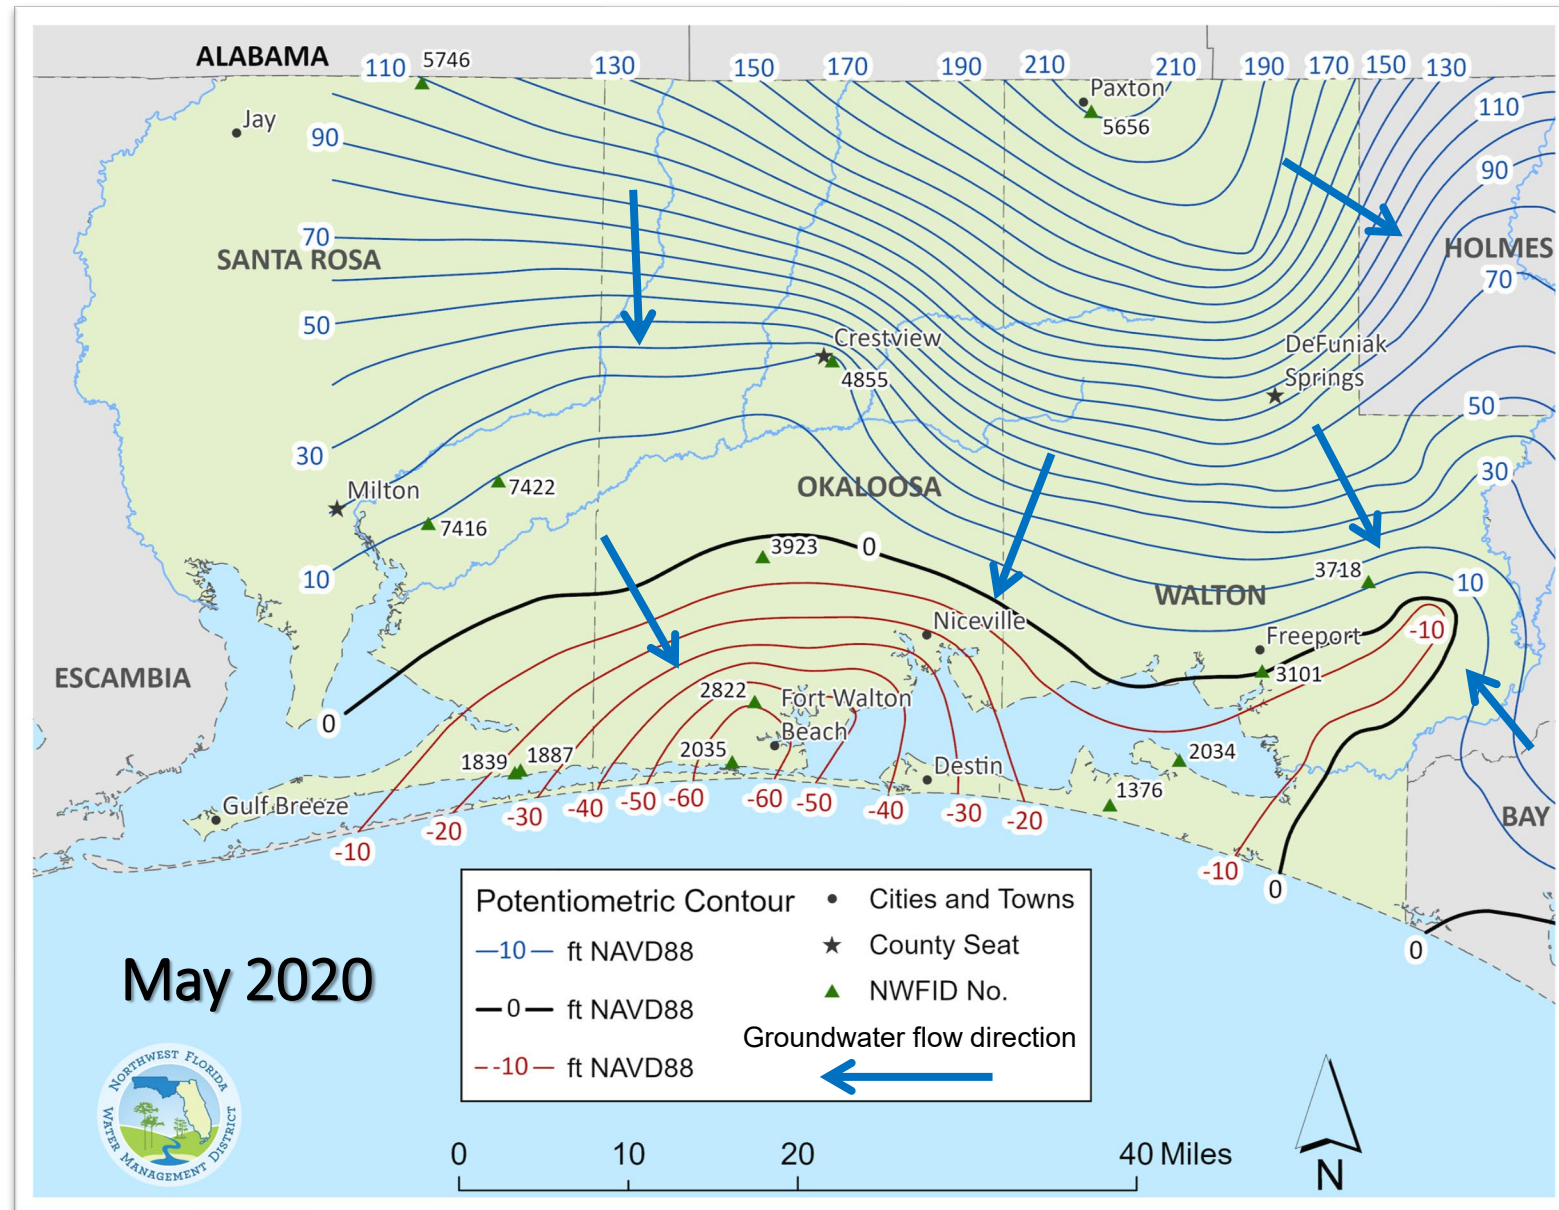 ALABAMA
5746
110
130
150
170
190
210
210
190
170
150
130
Paxton
5656
110
Jay
90
90
70
SANTA ROSA
HOLMES
70
50
Crestview
DeFuniak
Springs
4855
50
30
30
Milton
7422
OKALOOSA
7416
3923
0
10
3718
10
WALTON
Niceville
Freeport
-10
3101
ESCAMBIA
2822
Fort Walton
Beach
0
1839
1887
2035
Destin
2034
1376
Gulf Breeze
-10
-20
-30
-40
-50
-60
-60
-50
-40
-30
-20
BAY
-10
0
0
Potentiometric Contour
10 ft NAVD88
0 ft NAVD88
-10 ft NAVD88
Cities and Towns
County Seat
NWFID No.
Groundwater flow direction
May 2020
NORTHWEST FLORIDA
WATER MANAGEMENT DISTRICT
0 10 20 40 Miles
N